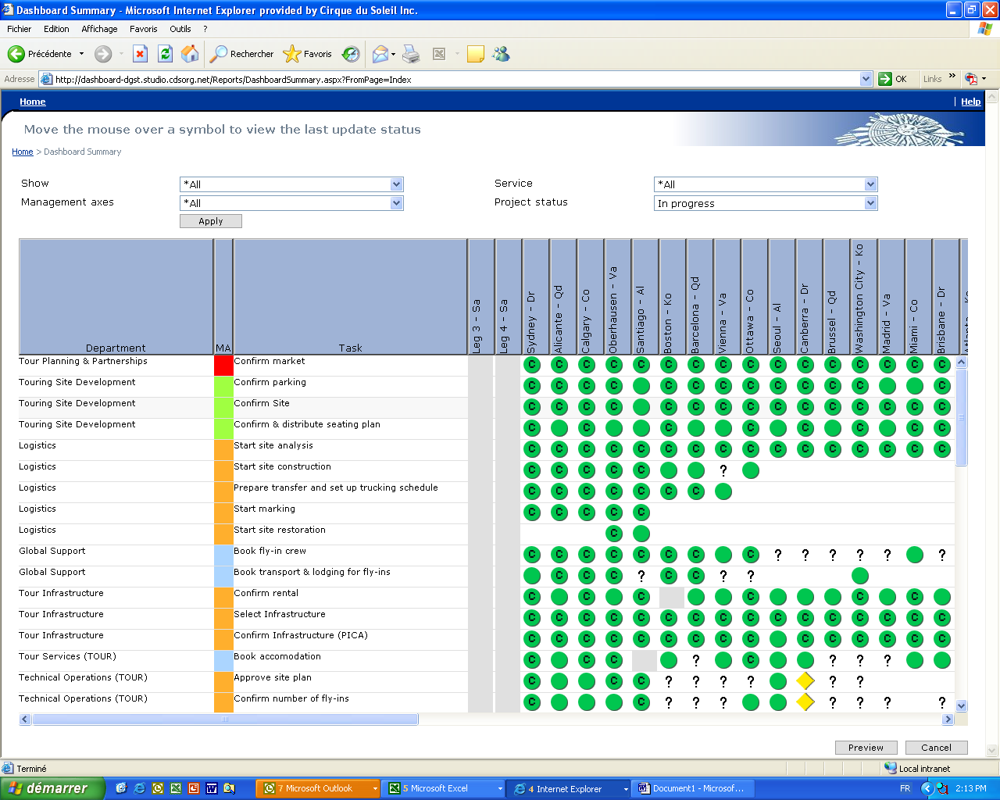 Dashboard Summary - Microsoft Internet Explorer provided by Cirque du Soleil Inc.
Fichier Edition Affichage Favoris Outils ?
Précédente Rechercher Favoris
Adresse http://dashboard-dgst.studio.cdsorg.net/Reports/DashboardSummary.aspx?FromPage=Index OK Links »
Home | Help
Move the mouse over a symbol to view the last update status
Home > Dashboard Summary
Show *All Service *All
Management axes *All Project status In progress
Apply
Department MA Task Leg 3 - Sa Leg 4 - Sa Sydney - Dr Alicante - Qd Calgary - Co Oberhausen - Va Santiago - Al Boston - Ko Barcelona - Qd Vienna - Va Ottawa - Co Seoul - Al Canberra - Dr Brussel - Qd Washington City - Ko Madrid - Va Miami - Co Brisbane - Dr
Tour Planning & Partnerships Confirm market C C C C C C C C C C C C C C C C
Touring Site Development Confirm parking C C C C C C C C C C C C C
Touring Site Development Confirm Site C C C C C C C C C C C C C C C
Touring Site Development Confirm & distribute seating plan C C C C C C C
Logistics Start site analysis C C C C C C C C C C C C C C C C
Logistics Start site construction C C C C C ?
Logistics Prepare transfer and set up trucking schedule C C C C C C C
Logistics Start marking C C C C C
Logistics Start site restoration C
Global Support Book fly-in crew C C C C C C C C ? ? ? ? ? ?
Global Support Book transport & lodging for fly-ins C C C ? C C ? ?
Tour Infrastructure Confirm rental C C C C C C C
Tour Infrastructure Select Infrastructure C C C C C C C C C C C C C C C C
Tour Infrastructure Confirm Infrastructure (PICA) C C C C C C C C C C C C C C C
Tour Services (TOUR) Book accomodation C C C ? C ? ? ?
Technical Operations (TOUR) Approve site plan C C C C C ? ? ? ? ? ?
Technical Operations (TOUR) Confirm number of fly-ins C C ? ? ? ? ? ? ?
Preview Cancel
Terminé Local intranet
démarrer 7 Microsoft Outlook 5 Microsoft Excel 4 Internet Explorer Document1 - Microsof... FR 2:13 PM